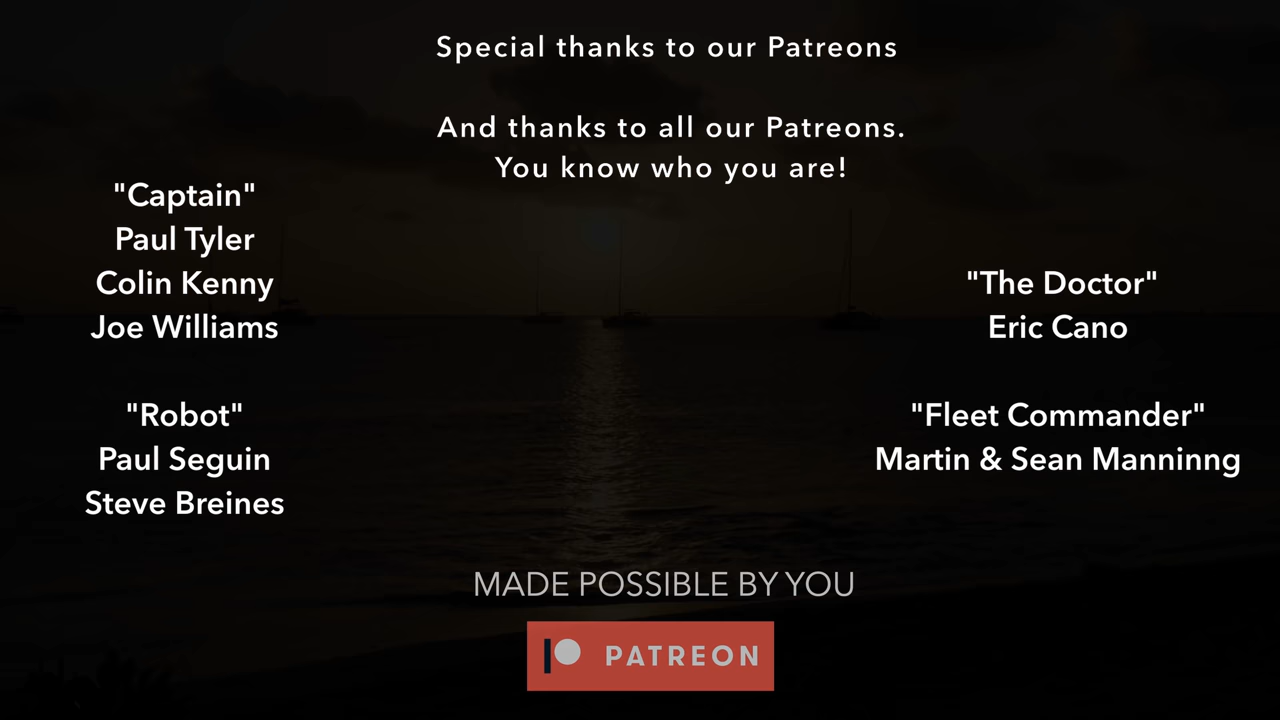 Special thanks to our Patreons
And thanks to all our Patreons.
You know who you are!
"Captain"
Paul Tyler
Colin Kenny
Joe Williams
"Robot"
Paul Seguin
Steve Breines
"The Doctor"
Eric Cano
"Fleet Commander"
Martin & Sean Manninng
MADE POSSIBLE BY YOU
PATREON